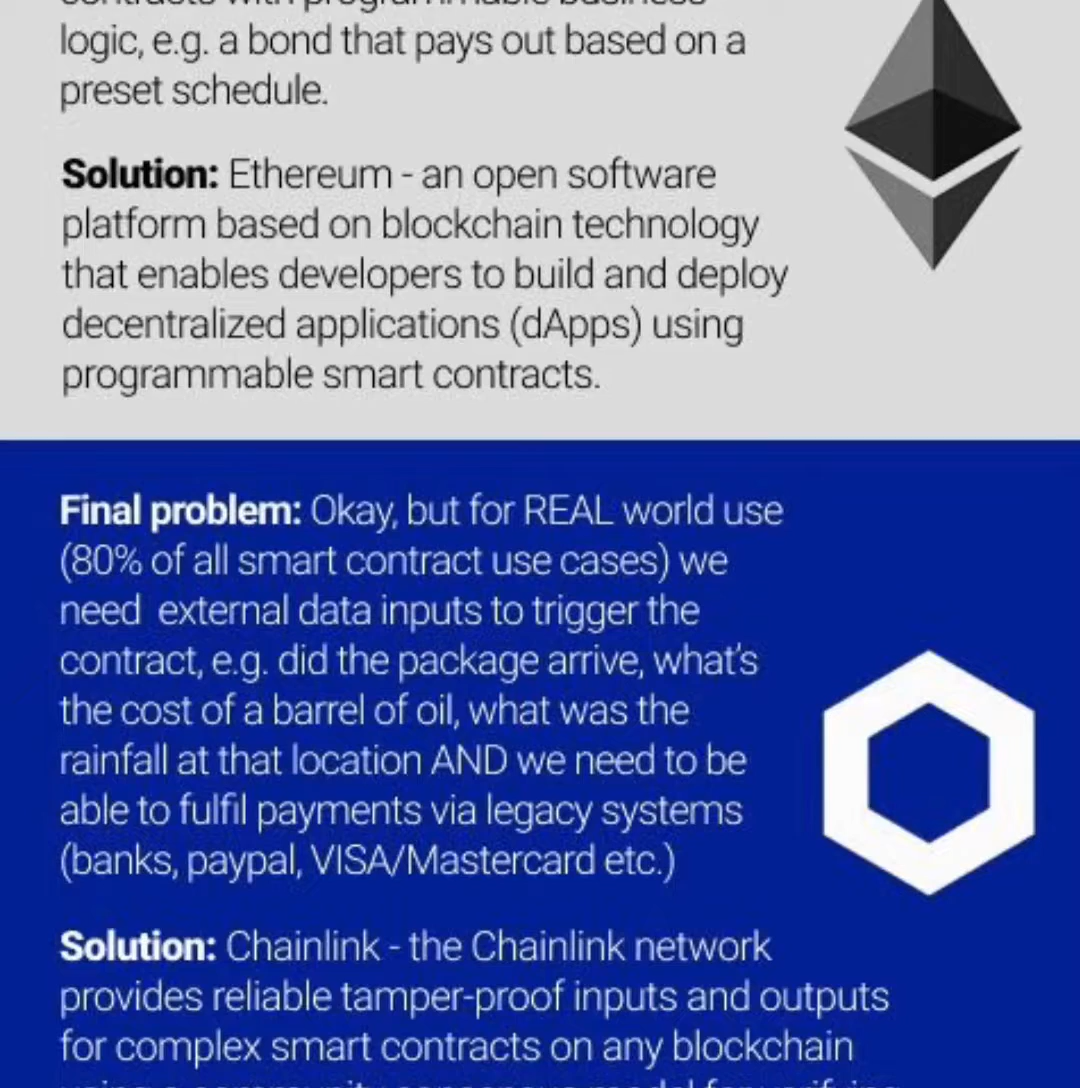 contracts with programmable business
logic, e.g. a bond that pays out based on a
preset schedule.
Solution: Ethereum - an open software
platform based on blockchain technology
that enables developers to build and deploy
decentralized applications (dApps) using
programmable smart contracts.
Final problem: Okay, but for REAL world use
(80% of all smart contract use cases) we
need  external data inputs to trigger the
contract, e.g. did the package arrive, what's
the cost of a barrel of oil, what was the
rainfall at that location AND we need to be
able to fulfil payments via legacy systems
(banks, paypal, VISA/Mastercard etc.)
Solution: Chainlink - the Chainlink network
provides reliable tamper-proof inputs and outputs
for complex smart contracts on any blockchain